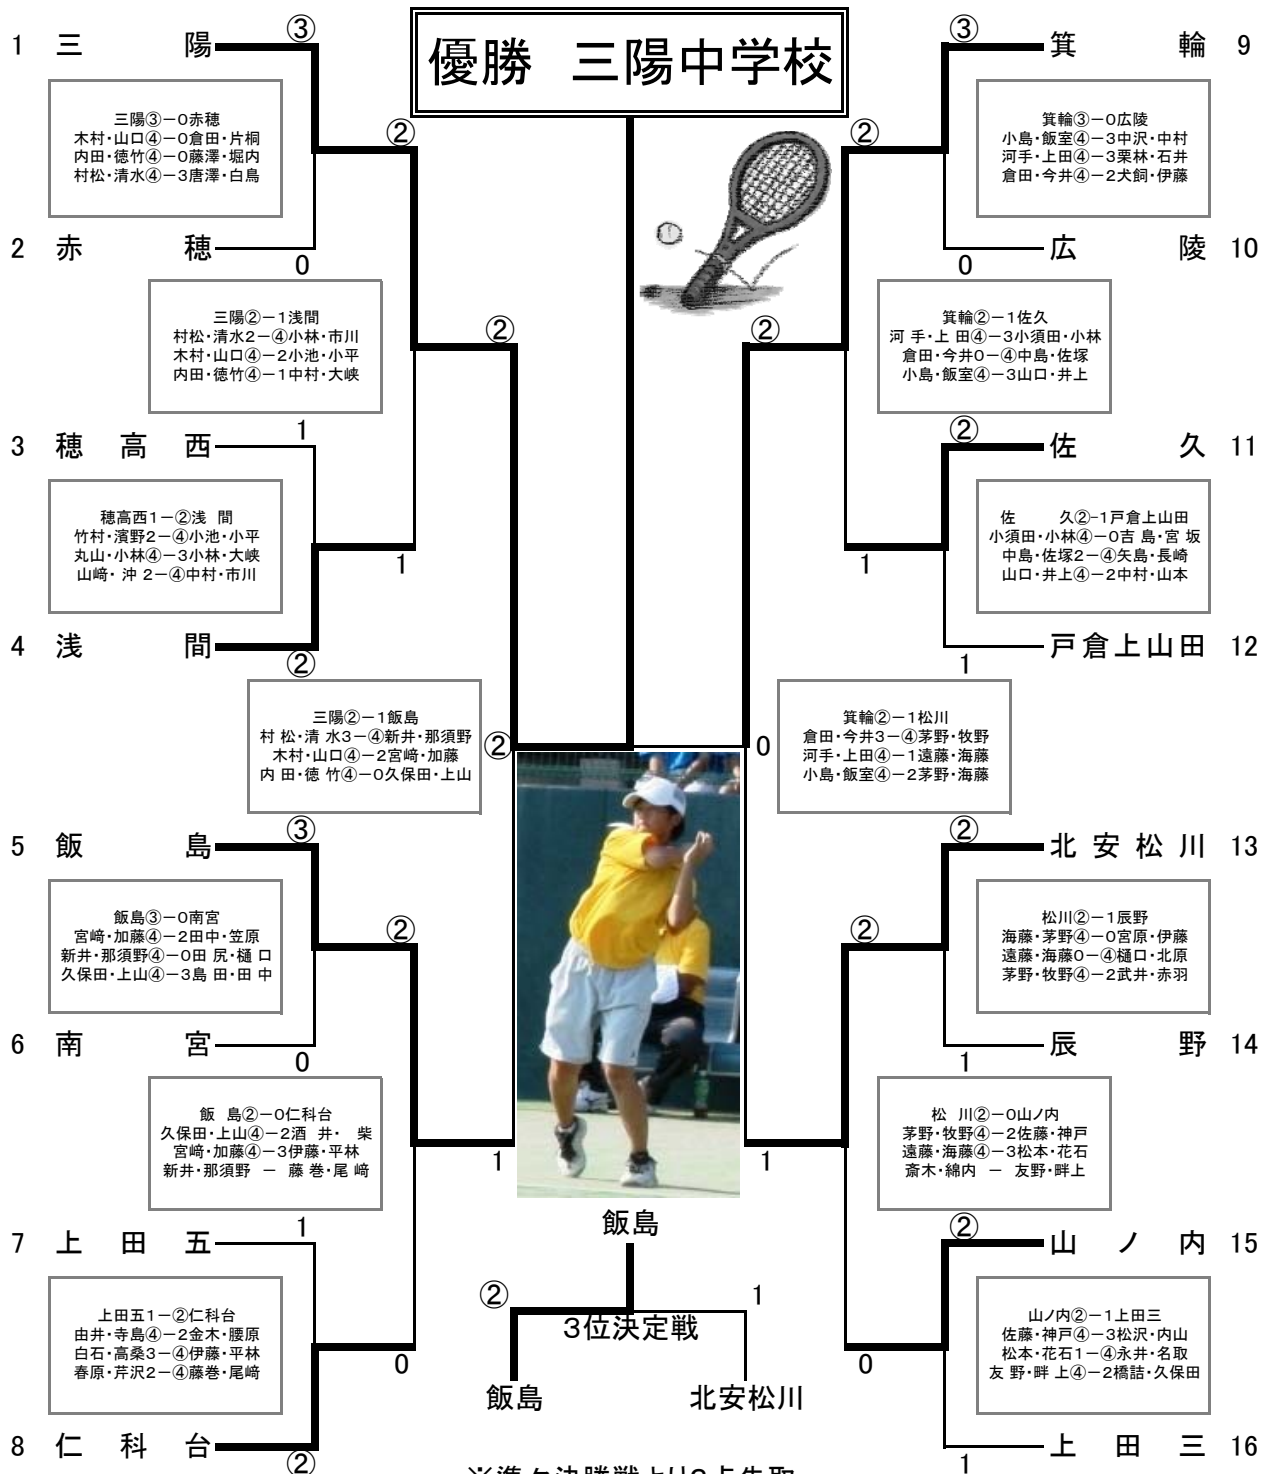 優勝 三陽中学校
1 三陽
③
三陽③－0赤穂
木村・山口④－0倉田・片桐
内田・徳竹④－0藤澤・堀内
村松・清水④－3唐澤・白鳥
②
2 赤穂
0
三陽②－1浅間
村松・清水2－④小林・市川
木村・山口④－2小池・小平
内田・徳竹④－1中村・大峡
②
1
3 穂高西
穂高西1－②浅 間
竹村・濱野2－④小池・小平
丸山・小林④－3小林・大峡
山﨑・沖 2－④中村・市川
1
4 浅間
②
三陽②－1飯島
村 松・清 水3－④新井・那須野
木村・山口④－2宮﨑・加藤
内 田・徳 竹④－0久保田・上山
②
③
5 飯島
飯島③－0南宮
宮﨑・加藤④－2田中・笠原
新井・那須野④－0田 尻・樋 口
久保田・上山④－3島 田・田 中
②
6 南宮
0
飯 島②－0仁科台
久保田・上山④－2酒 井・ 柴
宮﨑・加藤④－3伊藤・平林
新井・那須野 － 藤 巻・尾 﨑
1
1
7 上田五
上田五1－②仁科台
由井・寺島④－2金木・腰原
白石・高桑3－④伊藤・平林
春原・芹沢2－④藤巻・尾﨑
0
8 仁科台
②
③
箕輪 9
箕輪③－0広陵
小島・飯室④－3中沢・中村
河手・上田④－3栗林・石井
倉田・今井④－2犬飼・伊藤
②
広陵 10
0
箕輪②－1佐久
河 手・上 田④－3小須田・小林
倉田・今井0－④中島・佐塚
小島・飯室④－3山口・井上
②
②
佐久 11
佐 久②-1戸倉上山田
小須田・小林④－0吉 島・宮 坂
中島・佐塚2－④矢島・長崎
山口・井上④－2中村・山本
1
戸倉上山田 12
1
箕輪②－1松川
倉田・今井3－④茅野・牧野
河手・上田④－1遠藤・海藤
小島・飯室④－2茅野・海藤
0
②
北安松川 13
松川②－1辰野
海藤・茅野④－0宮原・伊藤
遠藤・海藤0－④樋口・北原
茅野・牧野④－2武井・赤羽
②
辰野 14
1
松 川②－0山ノ内
茅野・牧野④－2佐藤・神戸
遠藤・海藤④－3松本・花石
斎木・綿内 － 友野・畔上
1
②
山ノ内 15
山ノ内②－1上田三
佐藤・神戸④－3松沢・内山
松本・花石1－④永井・名取
友 野・畔 上④－2橋詰・久保田
0
上田三 16
1
飯島
② 1
3位決定戦
飯島 北安松川